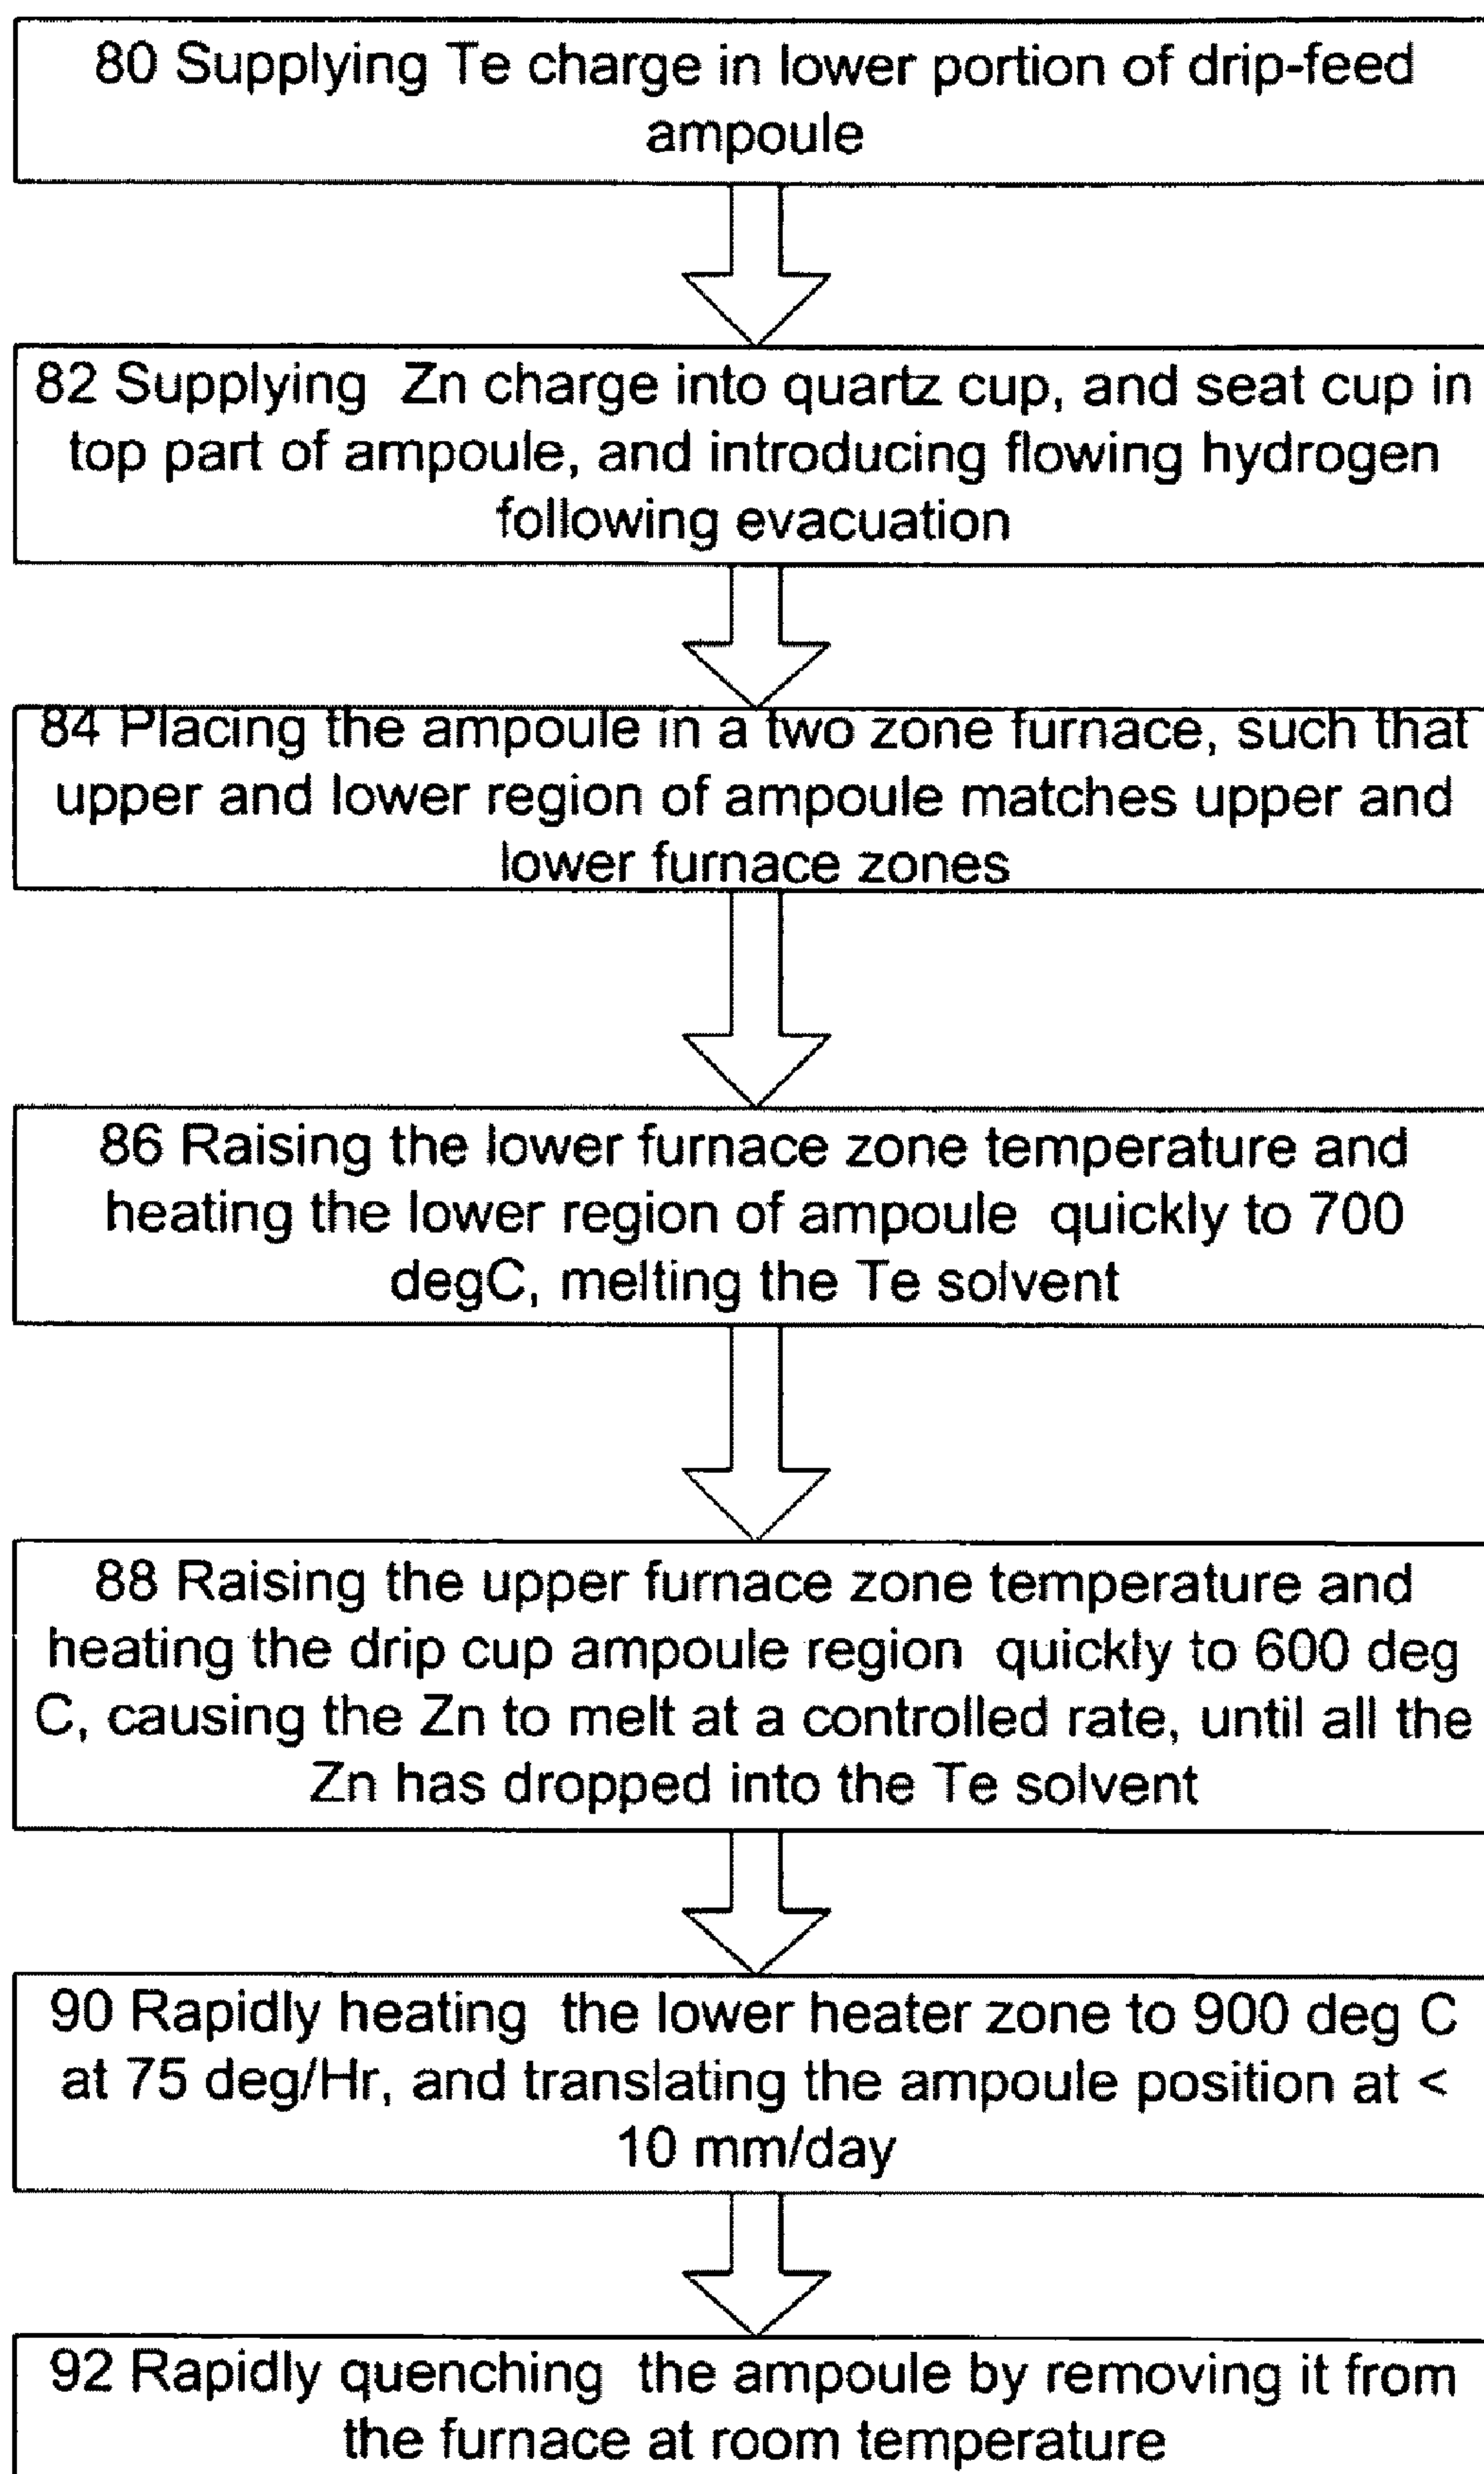 80 Supplying Te charge in lower portion of drip-feed
ampoule
82 Supplying Zn charge into quartz cup, and seat cup in
top part of ampoule, and introducing flowing hydrogen
following evacuation
84 Placing the ampoule in a two zone furnace, such that
upper and lower region of ampoule matches upper and
lower furnace zones
86 Raising the lower furnace zone temperature and
heating the lower region of ampoule quickly to 700
degC, melting the Te solvent
88 Raising the upper furnace zone temperature and
heating the drip cup ampoule region quickly to 600 deg
C, causing the Zn to melt at a controlled rate, until all the
Zn has dropped into the Te solvent
90 Rapidly heating the lower heater zone to 900 deg C
at 75 deg/Hr, and translating the ampoule position at <
10 mm/day
92 Rapidly quenching the ampoule by removing it from
the furnace at room temperature